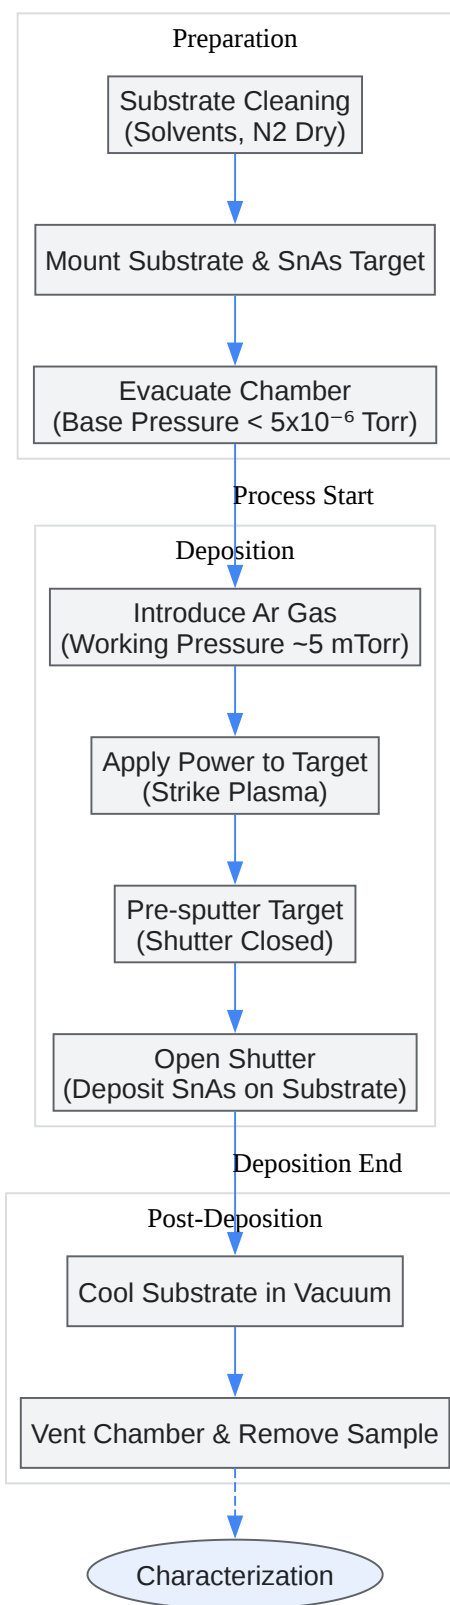 Preparation
Substrate Cleaning
(Solvents, N2 Dry)
Mount Substrate & SnAs Target
Evacuate Chamber
(Base Pressure < 5x10⁻⁶ Torr)
Process Start
Deposition
Introduce Ar Gas
(Working Pressure ~5 mTorr)
Apply Power to Target
(Strike Plasma)
Pre-sputter Target
(Shutter Closed)
Open Shutter
(Deposit SnAs on Substrate)
Deposition End
Post-Deposition
Cool Substrate in Vacuum
Vent Chamber & Remove Sample
Characterization